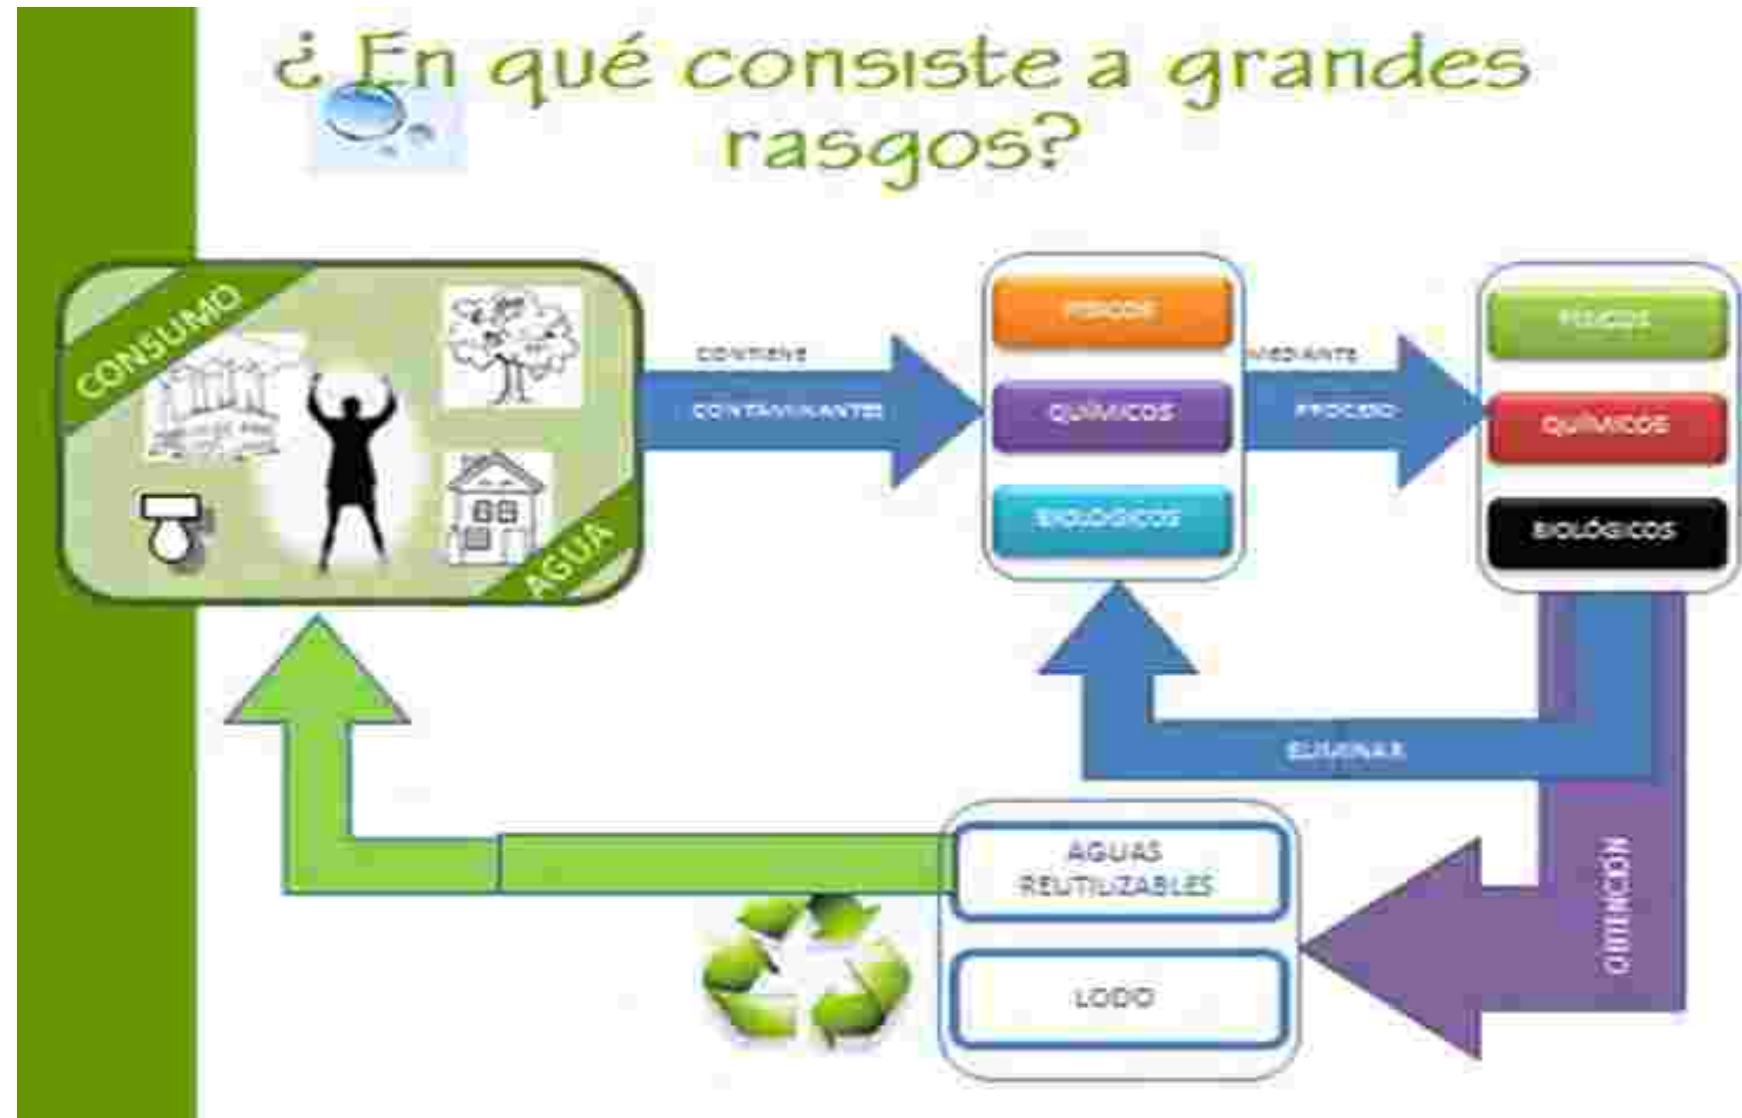 ¿ En qué consiste a grandes
rasgos?
CONSUMO
AGUA
CONTIENE
CONTAMINANTES
FÍSICOS
QUÍMICOS
BIOLÓGICOS
MEDIANTE
PROCESO
FÍSICOS
QUÍMICOS
BIOLÓGICOS
ELIMINAR
OBTENCIÓN
AGUAS
REUTILIZABLES
LODO